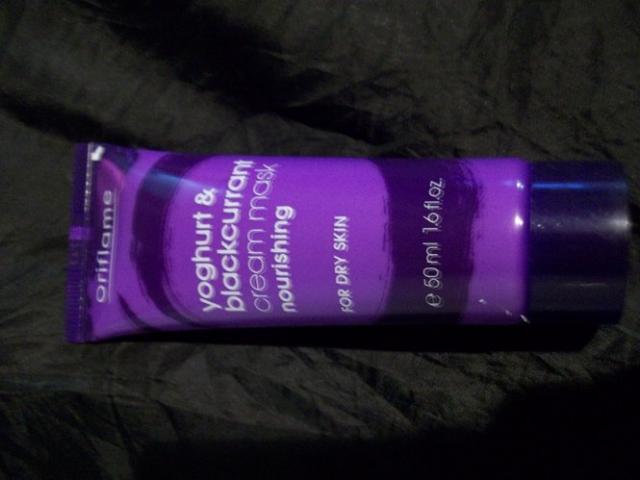 oriflame
yoghurt &
blackcurrant
cream mask
nourishing
FOR DRY SKIN
℮ 50 ml 1.6 fl.oz.